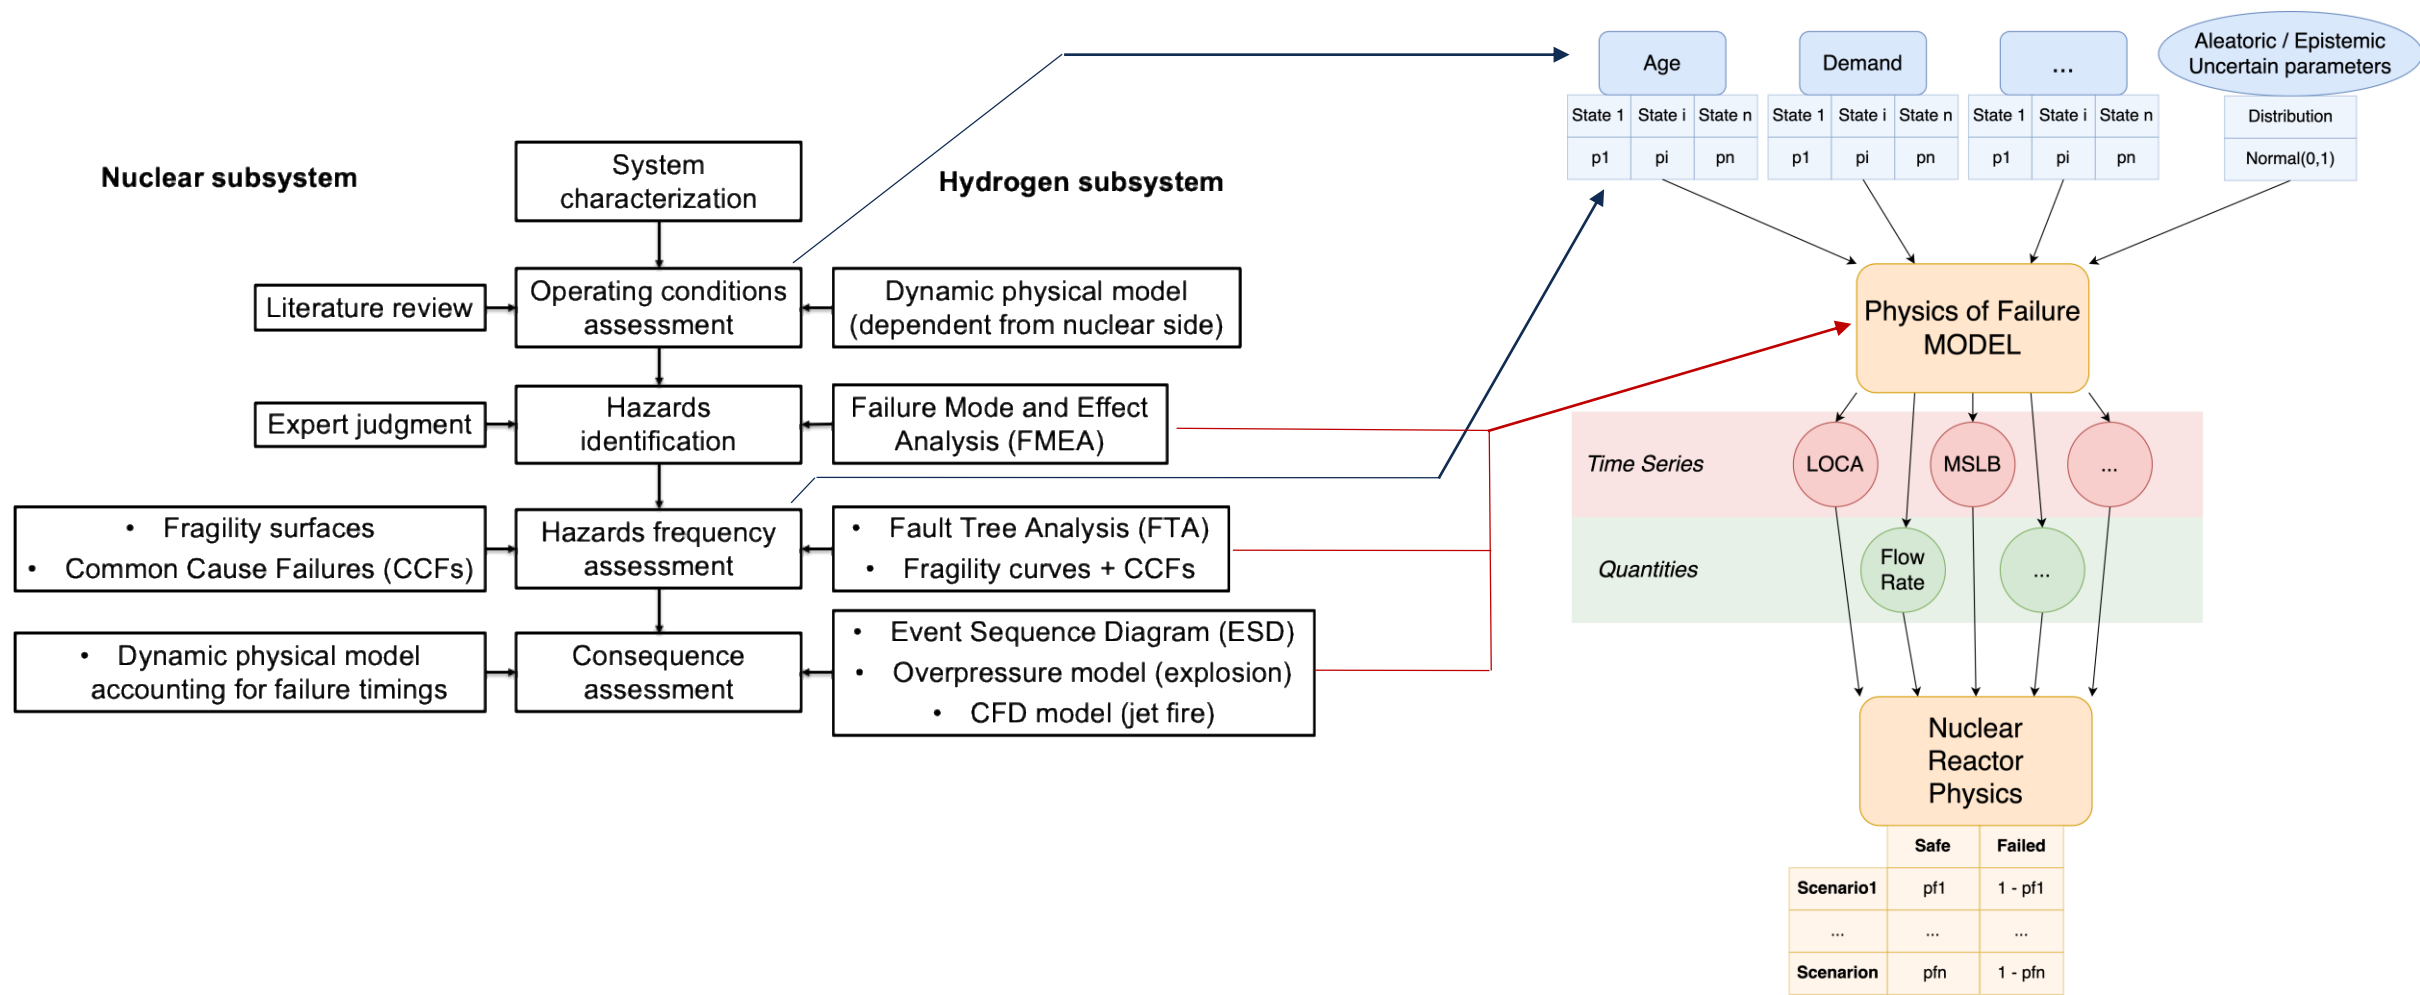 Nuclear subsystem
Hydrogen subsystem
System
characterization
Literature review
Operating conditions
assessment
Dynamic physical model
(dependent from nuclear side)
Expert judgment
Hazards
identification
Failure Mode and Effect
Analysis (FMEA)
• Fragility surfaces
• Common Cause Failures (CCFs)
Hazards frequency
assessment
• Fault Tree Analysis (FTA)
• Fragility curves + CCFs
• Dynamic physical model
accounting for failure timings
Consequence
assessment
• Event Sequence Diagram (ESD)
• Overpressure model (explosion)
• CFD model (jet fire)
Age
State 1 State i State n
p1 pi pn
Demand
State 1 State i State n
p1 pi pn
...
State 1 State i State n
p1 pi pn
Aleatoric / Epistemic
Uncertain parameters
Distribution
Normal(0,1)
Physics of Failure
MODEL
Time Series
LOCA
MSLB
...
Quantities
Flow
Rate
...
Nuclear
Reactor
Physics
Safe Failed
Scenario1 pf1 1 - pf1
... ... ...
Scenarion pfn 1 - pfn